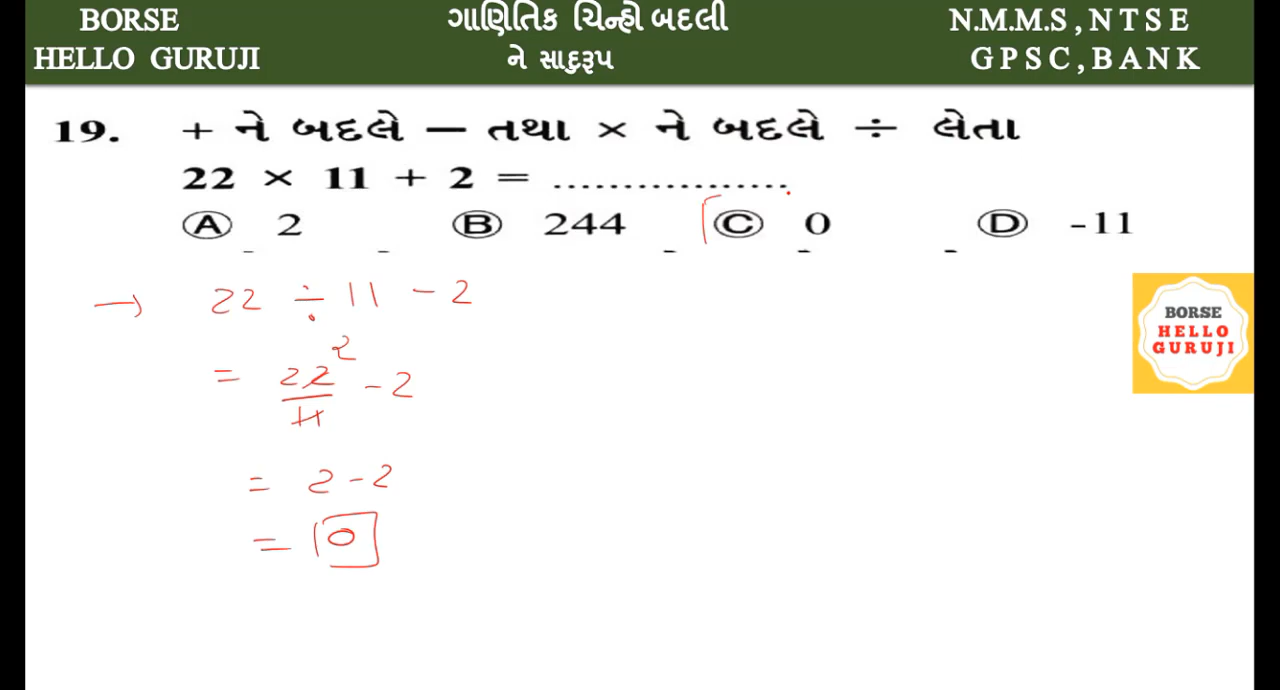 BORSE ગાણિતિક ચિન્હો બદલી N.M.M.S , N T S E
HELLO GURUJI ને સાદુરૂપ G P S C , B A N K
19. + ને બદલે − તથા × ને બદલે ÷ લેતા
22 × 11 + 2 = ..................
Ⓐ 2 Ⓑ 244 Ⓒ 0 Ⓓ -11
→ 22 ÷ 11 - 2
2
= 22 - 2
11
= 2 - 2
= 0
BORSE
HELLO
GURUJI